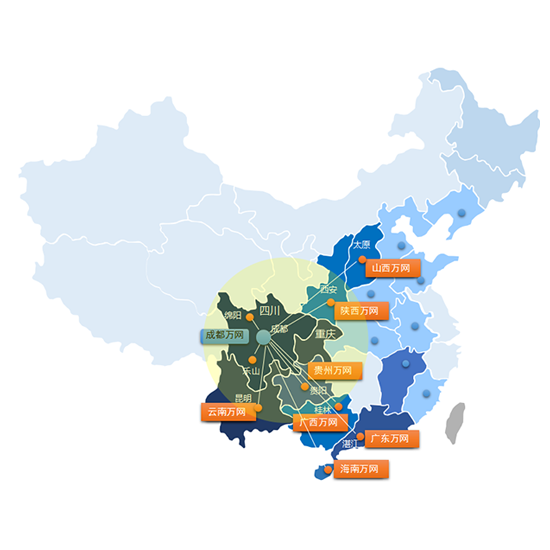 太原
山西万网
西安
陕西万网
绵阳
四川
成都
成都万网
重庆
乐山
贵州万网
贵阳
昆明
云南万网
桂林
广西万网
湛江
广东万网
海南万网